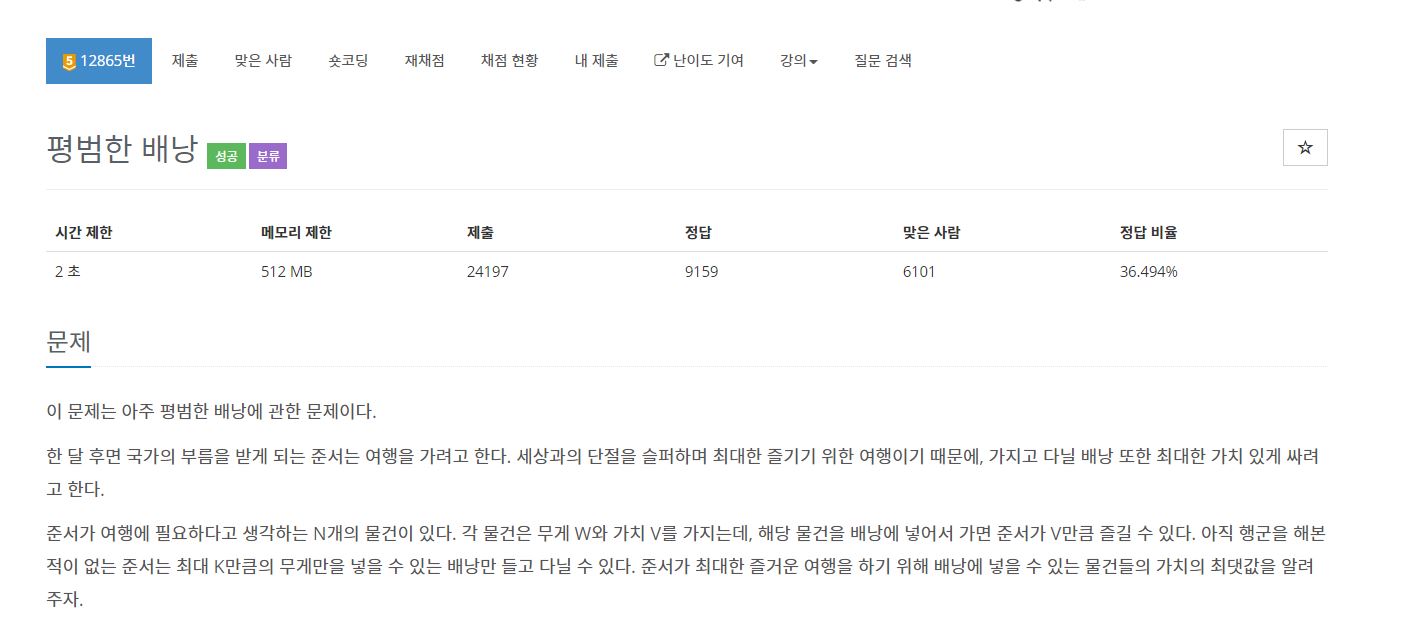 5 12865번 제출 맞은 사람 숏코딩 재채점 채점 현황 내 제출 난이도 기여 강의 질문 검색
평범한 배낭 성공 분류
시간 제한 메모리 제한 제출 정답 맞은 사람 정답 비율
2 초 512 MB 24197 9159 6101 36.494%
문제
이 문제는 아주 평범한 배낭에 관한 문제이다.
한 달 후면 국가의 부름을 받게 되는 준서는 여행을 가려고 한다. 세상과의 단절을 슬퍼하며 최대한 즐기기 위한 여행이기 때문에, 가지고 다닐 배낭 또한 최대한 가치 있게 싸려
고 한다.
준서가 여행에 필요하다고 생각하는 N개의 물건이 있다. 각 물건은 무게 W와 가치 V를 가지는데, 해당 물건을 배낭에 넣어서 가면 준서가 V만큼 즐길 수 있다. 아직 행군을 해본
적이 없는 준서는 최대 K만큼의 무게만을 넣을 수 있는 배낭만 들고 다닐 수 있다. 준서가 최대한 즐거운 여행을 하기 위해 배낭에 넣을 수 있는 물건들의 가치의 최댓값을 알려
주자.